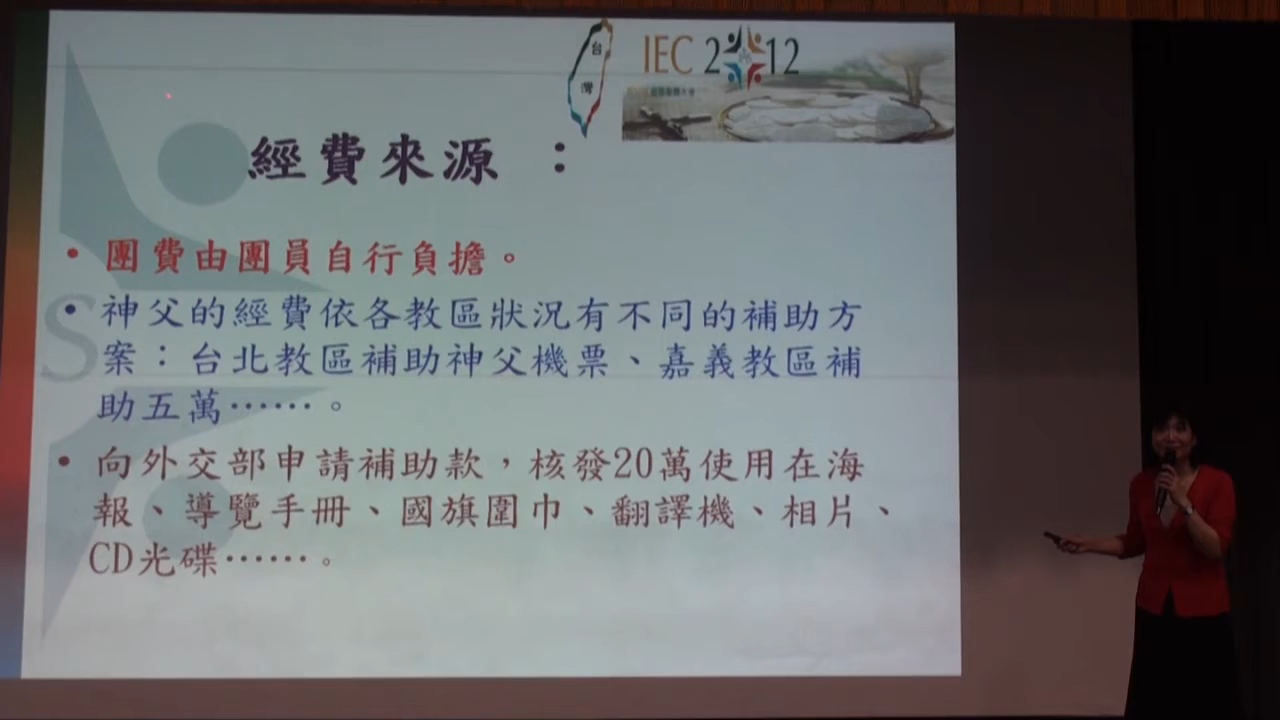 台
灣
IEC 2012
經費來源 :
• 團費由團員自行負擔。
• 神父的經費依各教區狀況有不同的補助方
案：台北教區補助神父機票、嘉義教區補
助五萬……。
• 向外交部申請補助款，核發20萬使用在海
報、導覽手冊、國旗圍巾、翻譯機、相片、
CD光碟……。